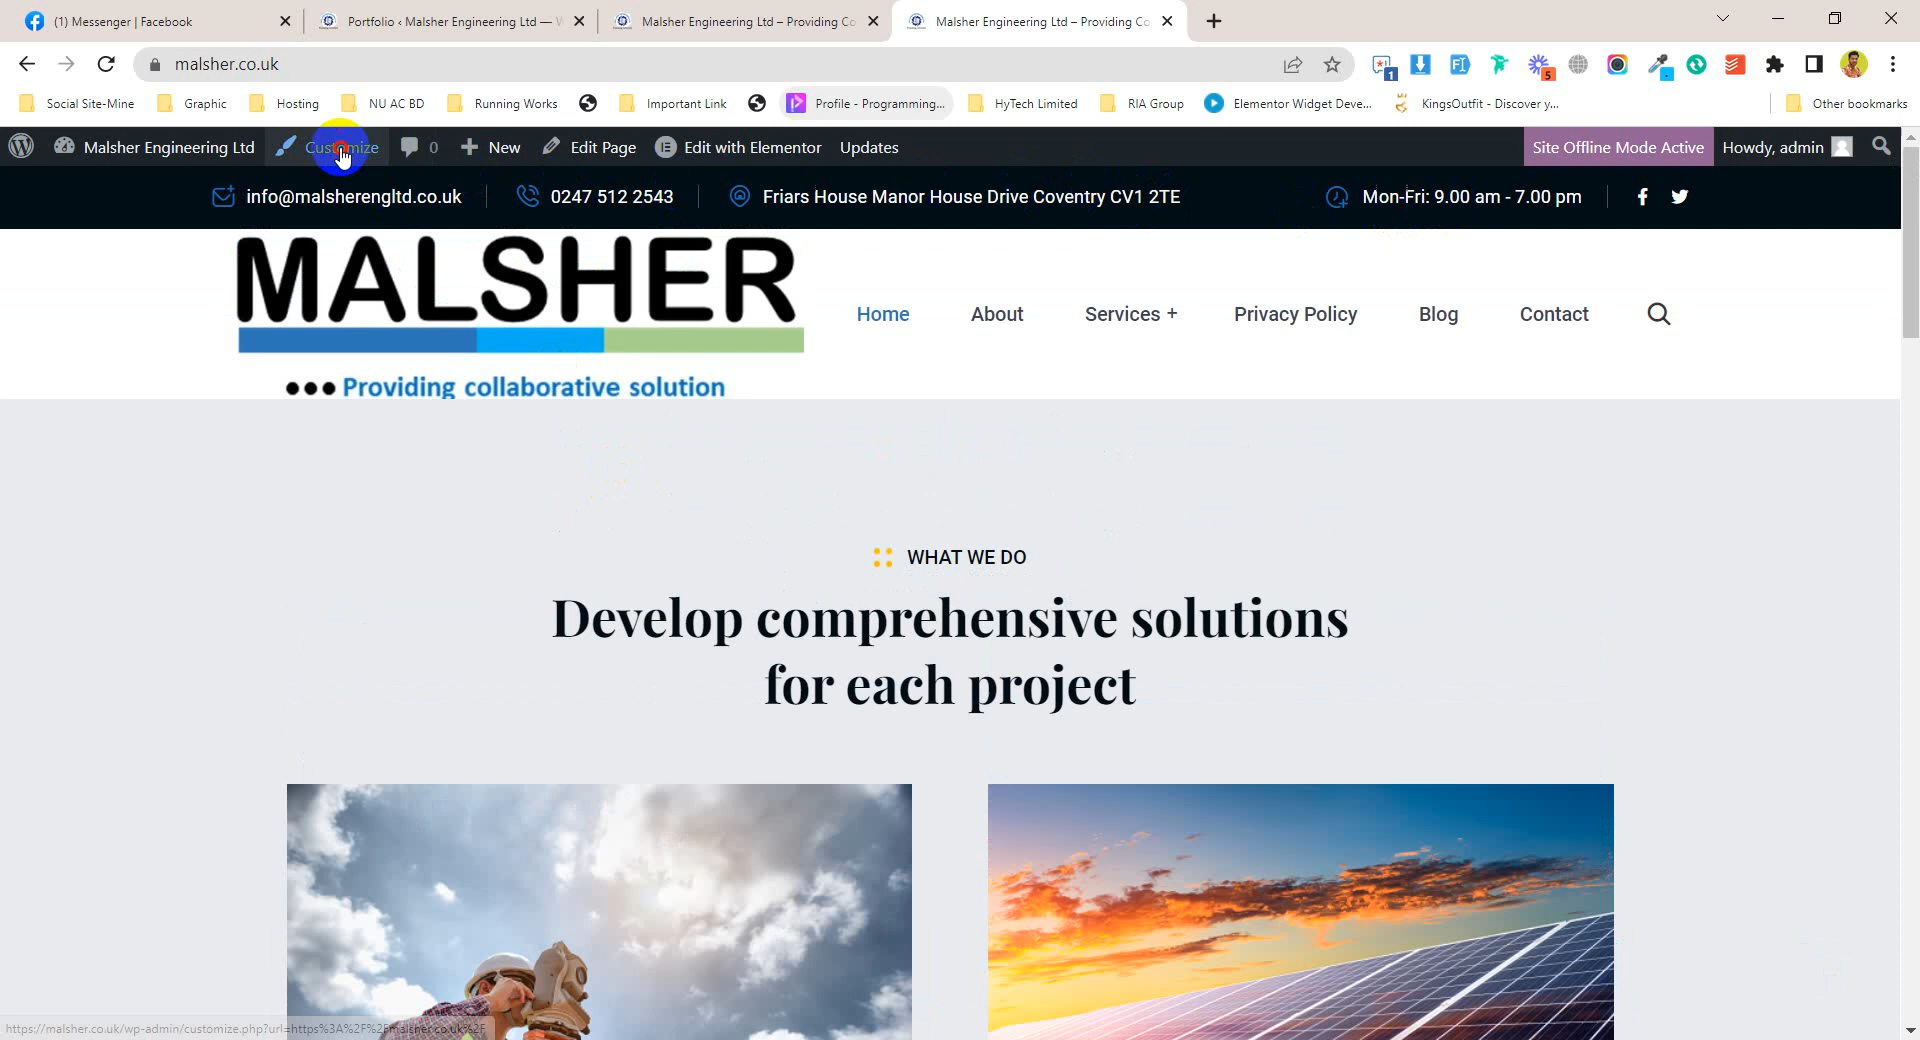 (1) Messenger | Facebook
Portfolio ‹ Malsher Engineering Ltd — W
Malsher Engineering Ltd – Providing Co
Malsher Engineering Ltd – Providing Co
malsher.co.uk
1
5
Social Site-Mine
Graphic
Hosting
NU AC BD
Running Works
Important Link
Profile - Programming...
HyTech Limited
RIA Group
Elementor Widget Deve...
KingsOutfit - Discover y...
Other bookmarks
Malsher Engineering Ltd
Customize
0
New
Edit Page
Edit with Elementor
Updates
Site Offline Mode Active
Howdy, admin
info@malsherengltd.co.uk
0247 512 2543
Friars House Manor House Drive Coventry CV1 2TE
Mon-Fri: 9.00 am - 7.00 pm
MALSHER
Providing collaborative solution
Home
About
Services +
Privacy Policy
Blog
Contact
WHAT WE DO
Develop comprehensive solutions
for each project
https://malsher.co.uk/wp-admin/customize.php?url=https%3A%2F%2Fmalsher.co.uk%2F